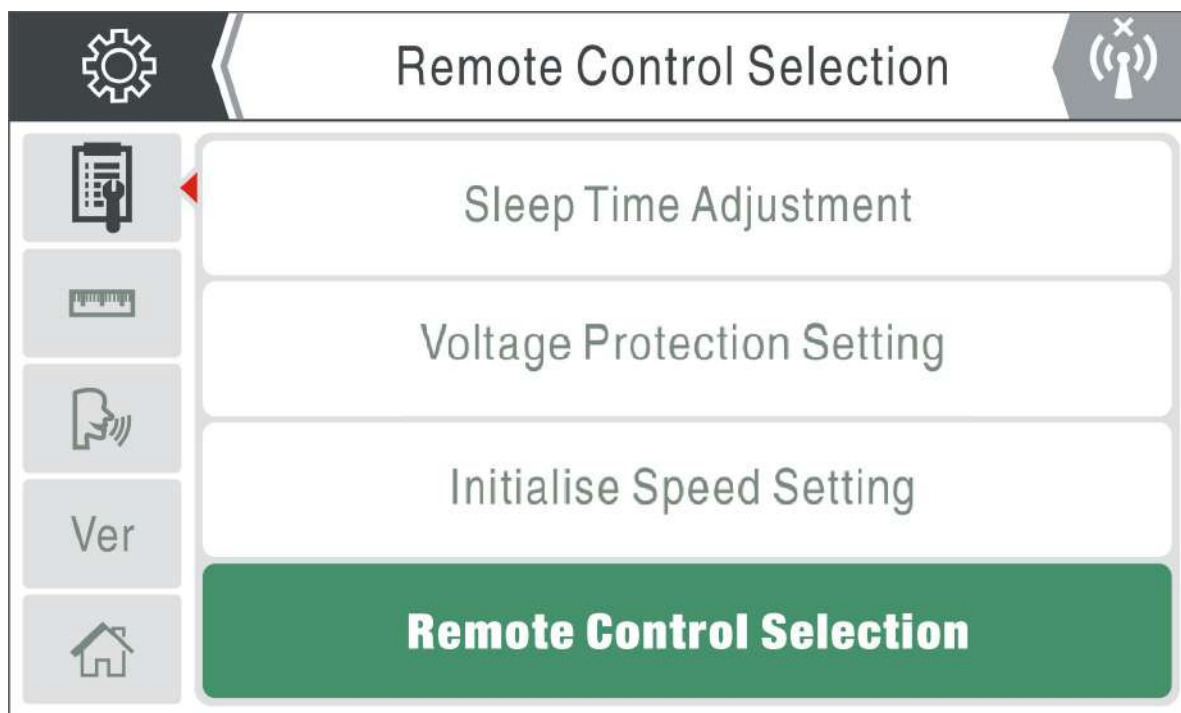 Remote Control Selection
Sleep Time Adjustment
Voltage Protection Setting
Initialise Speed Setting
Ver
Remote Control Selection